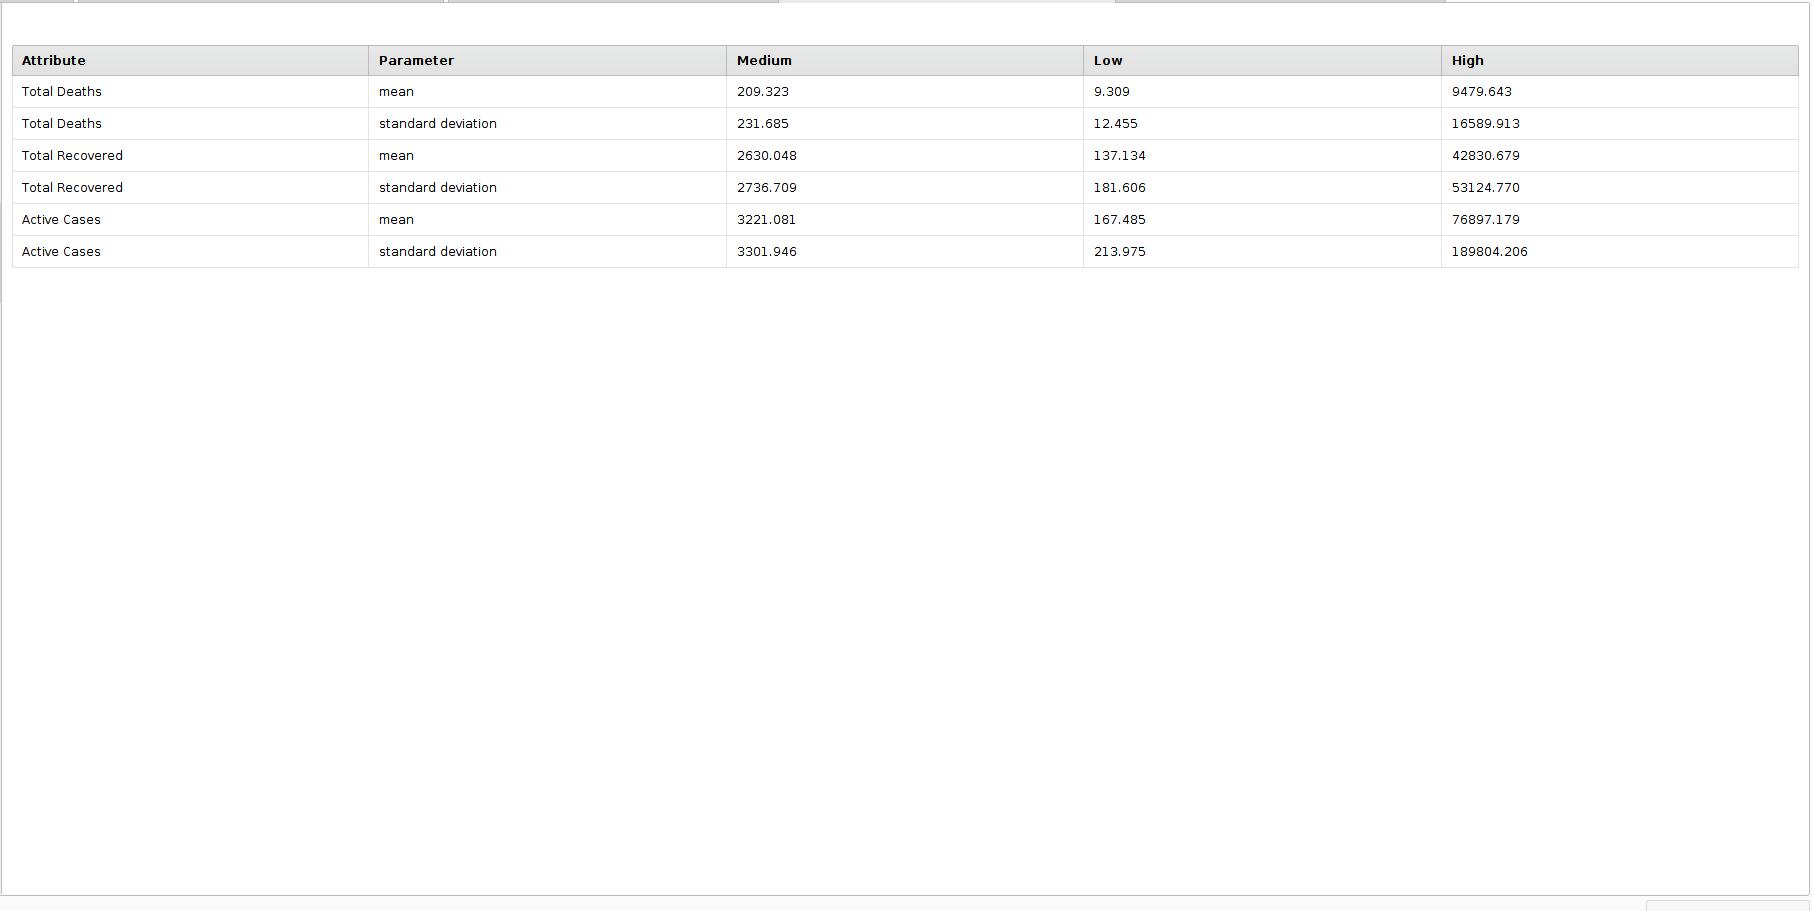 Attribute Parameter Medium Low High
Total Deaths mean 209.323 9.309 9479.643
Total Deaths standard deviation 231.685 12.455 16589.913
Total Recovered mean 2630.048 137.134 42830.679
Total Recovered standard deviation 2736.709 181.606 53124.770
Active Cases mean 3221.081 167.485 76897.179
Active Cases standard deviation 3301.946 213.975 189804.206